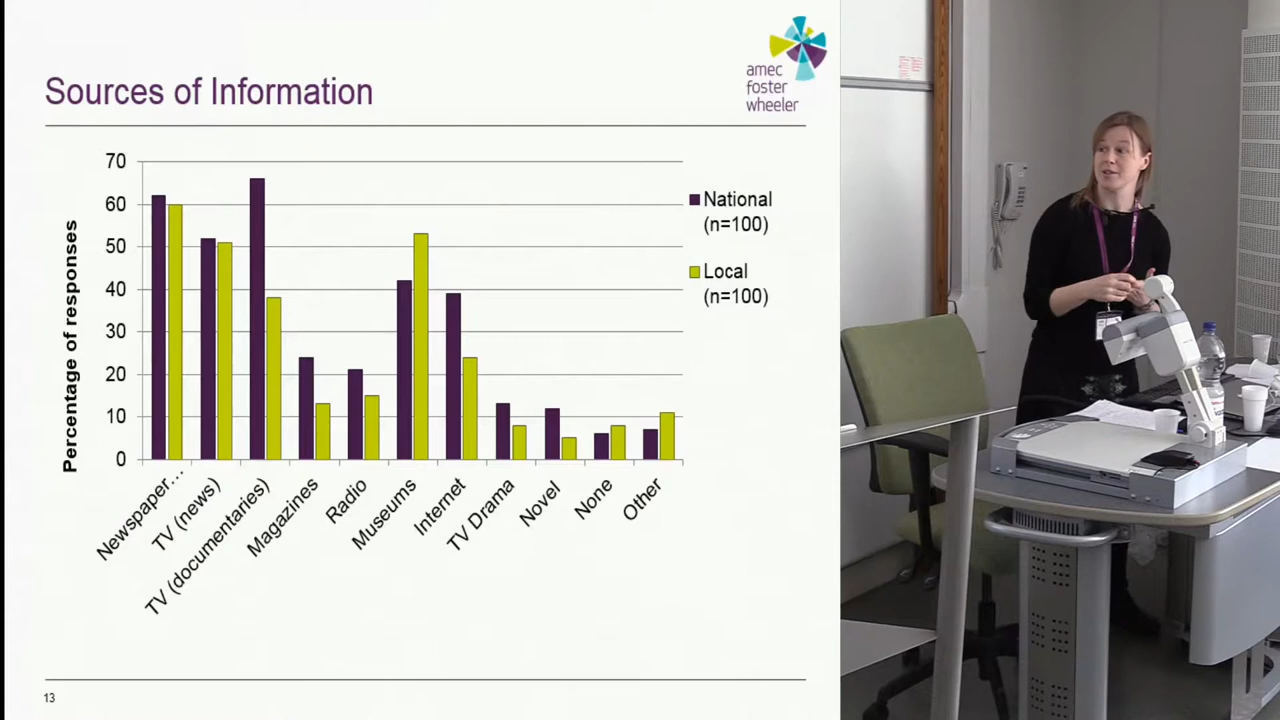 amec
foster
wheeler
Sources of Information
70
60
50
40
30
20
10
0
Percentage of responses
Newspaper...
TV (news)
TV (documentaries)
Magazines
Radio
Museums
Internet
TV Drama
Novel
None
Other
National
(n=100)
Local
(n=100)
13